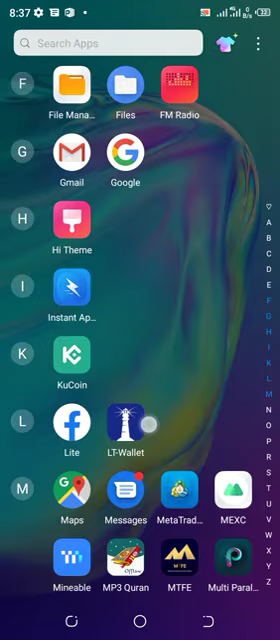 8:37
33
Search Apps
F
File Mana...
Files
FM Radio
G
Gmail
Google
H
Hi Theme
I
Instant Ap...
K
KuCoin
L
Lite
LT-Wallet
M
Maps
Messages
MetaTrad...
MEXC
Mineable
MP3 Quran
MTFE
Multi Paral...
A
B
C
D
E
F
G
H
I
K
L
M
N
O
P
R
S
T
U
V
W
X
Y
Z